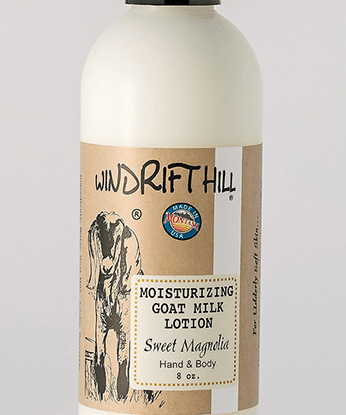 WINDRIFT HILL ®
®
MADE IN
MONTANA
USA
MOISTURIZING
GOAT MILK
LOTION
Sweet Magnolia
Hand & Body
8 oz.
For Udderly Soft Skin...